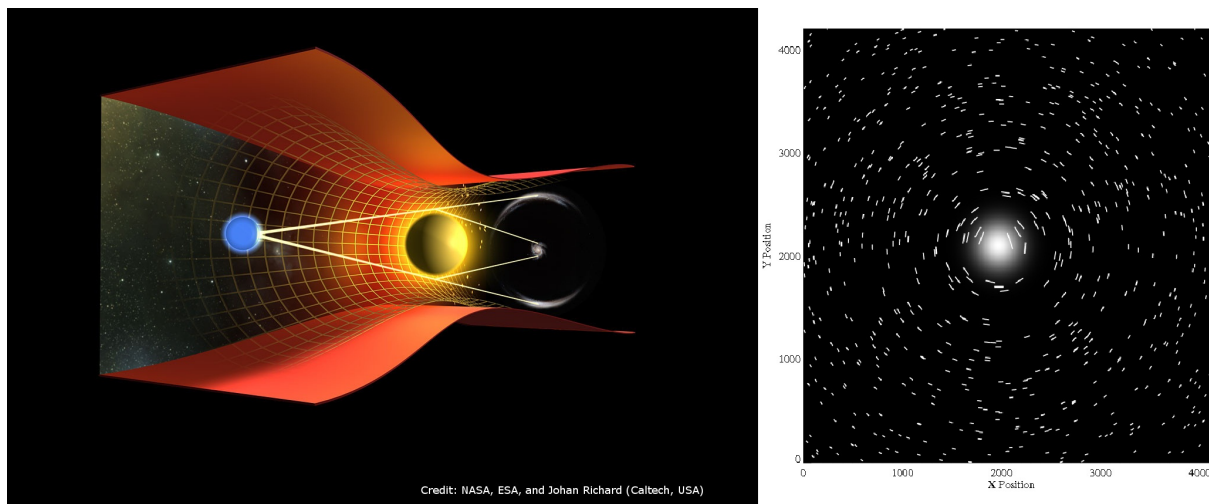 Credit: NASA, ESA, and Johan Richard (Caltech, USA)
4000
3000
Y Position
2000
1000
0
0 1000 2000 3000 4000
X Position